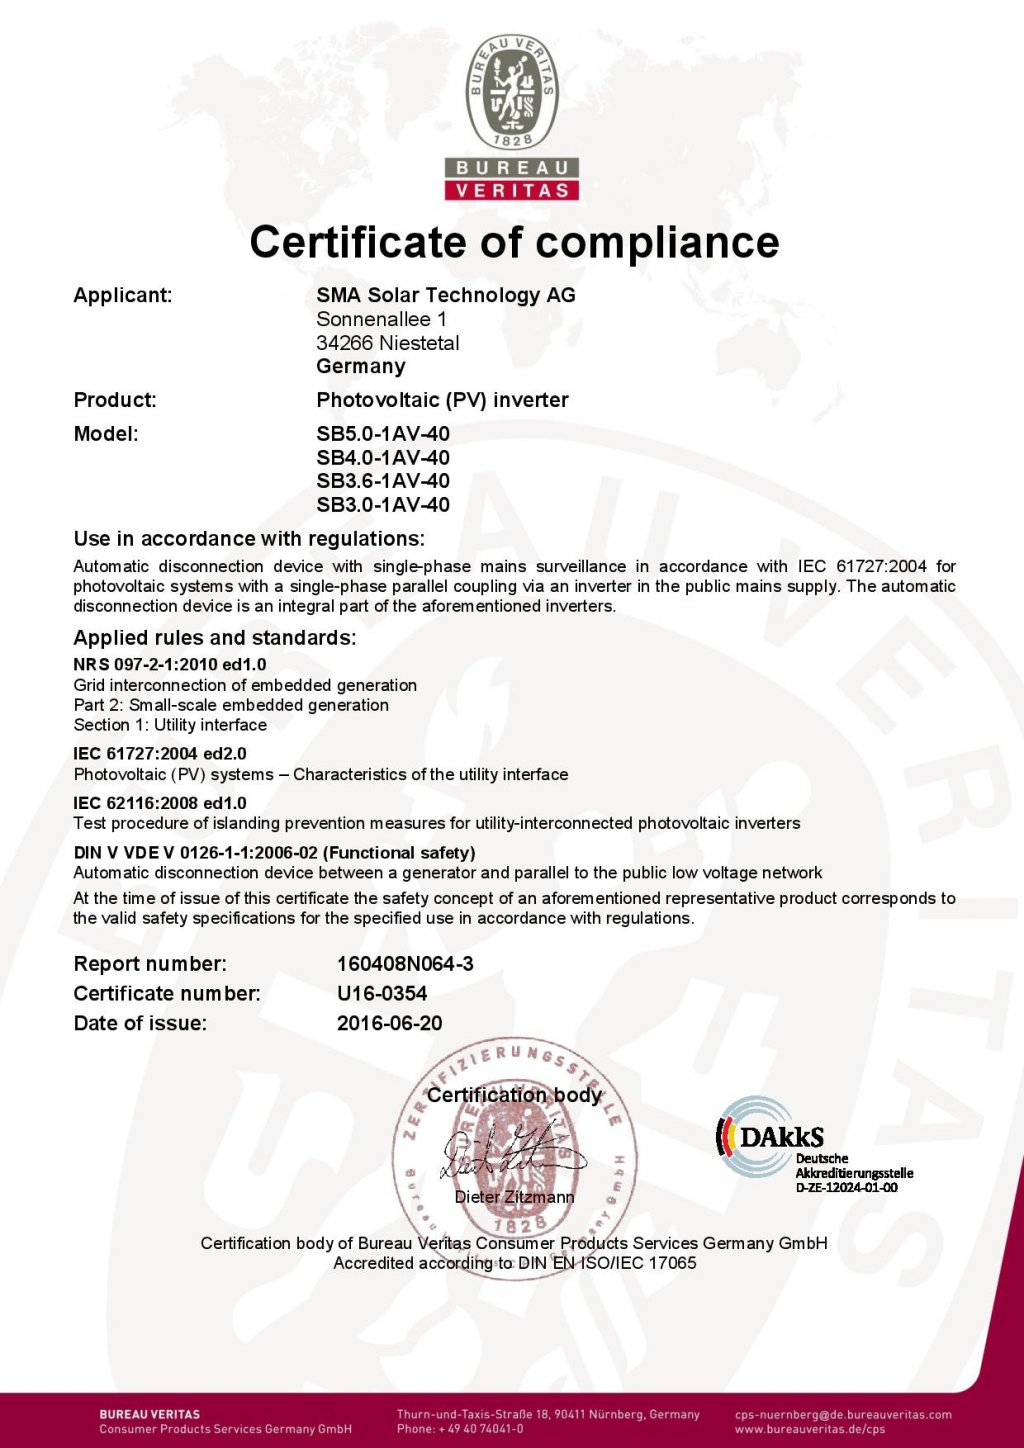 BUREAU VERITAS
1828
BUREAU
VERITAS
Certificate of compliance
Applicant: SMA Solar Technology AG
Sonnenallee 1
34266 Niestetal
Germany
Product: Photovoltaic (PV) inverter
Model: SB5.0-1AV-40
SB4.0-1AV-40
SB3.6-1AV-40
SB3.0-1AV-40
Use in accordance with regulations:
Automatic disconnection device with single-phase mains surveillance in accordance with IEC 61727:2004 for
photovoltaic systems with a single-phase parallel coupling via an inverter in the public mains supply. The automatic
disconnection device is an integral part of the aforementioned inverters.
Applied rules and standards:
NRS 097-2-1:2010 ed1.0
Grid interconnection of embedded generation
Part 2: Small-scale embedded generation
Section 1: Utility interface
IEC 61727:2004 ed2.0
Photovoltaic (PV) systems – Characteristics of the utility interface
IEC 62116:2008 ed1.0
Test procedure of islanding prevention measures for utility-interconnected photovoltaic inverters
DIN V VDE V 0126-1-1:2006-02 (Functional safety)
Automatic disconnection device between a generator and parallel to the public low voltage network
At the time of issue of this certificate the safety concept of an aforementioned representative product corresponds to
the valid safety specifications for the specified use in accordance with regulations.
Report number: 160408N064-3
Certificate number: U16-0354
Date of issue: 2016-06-20
ZERTIFIZIERUNGSSTELLE
Certification body
BUREAU VERITAS
Dieter Zitzmann
1828
DAkkS
Deutsche
Akkreditierungsstelle
D-ZE-12024-01-00
Certification body of Bureau Veritas Consumer Products Services Germany GmbH
Accredited according to DIN EN ISO/IEC 17065
BUREAU VERITAS
Consumer Products Services Germany GmbH
Thurn-und-Taxis-Straße 18, 90411 Nürnberg, Germany
Phone: + 49 40 74041-0
cps-nuernberg@de.bureauveritas.com
www.bureauveritas.de/cps